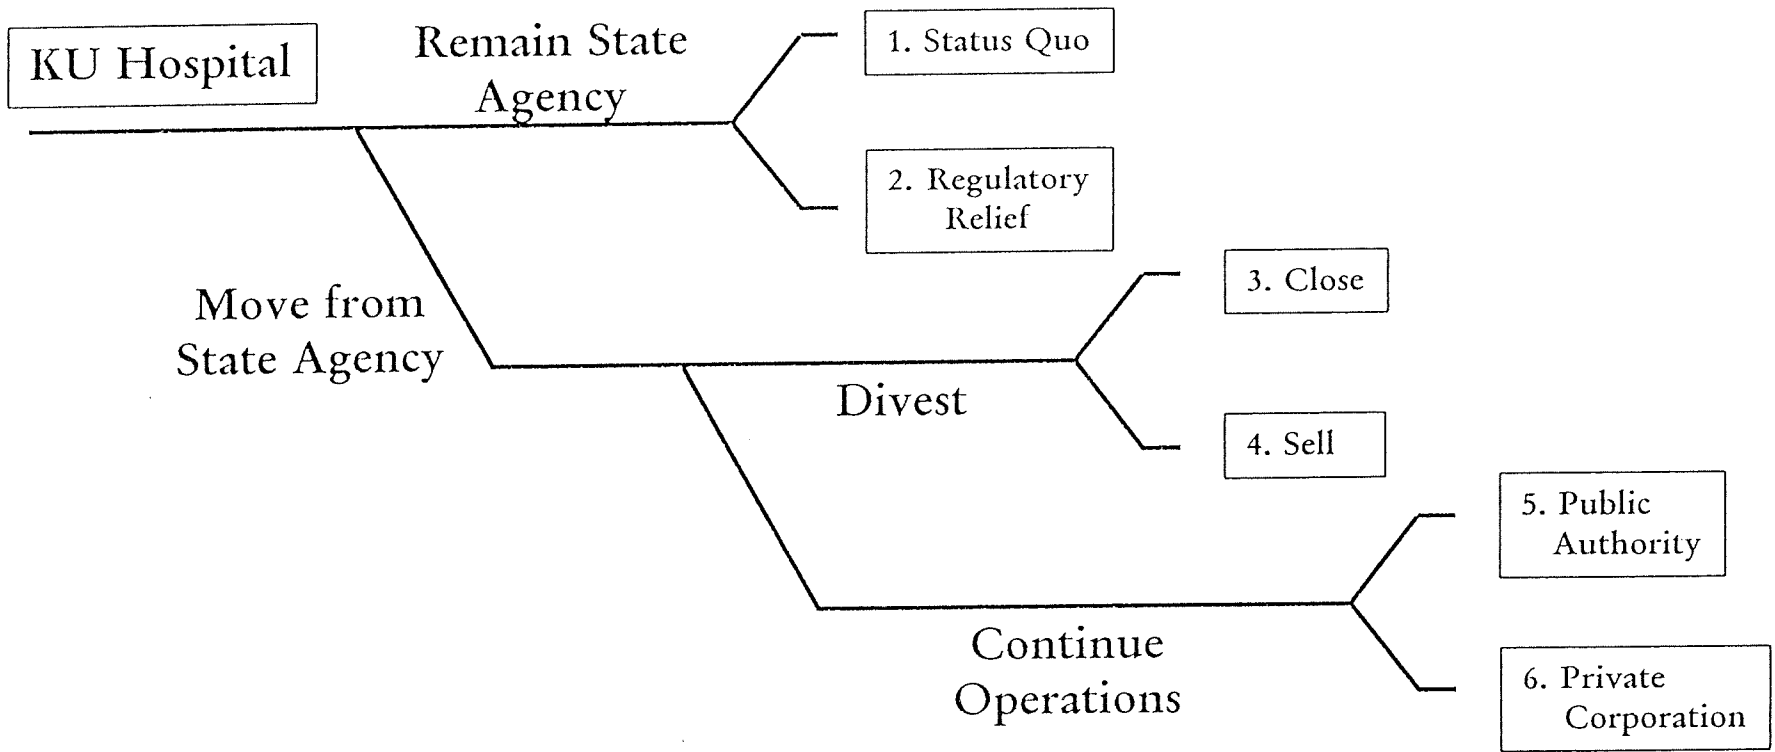 KU Hospital
Remain State
Agency
1. Status Quo
2. Regulatory
Relief
Move from
State Agency
3. Close
Divest
4. Sell
5. Public
Authority
Continue
Operations
6. Private
Corporation